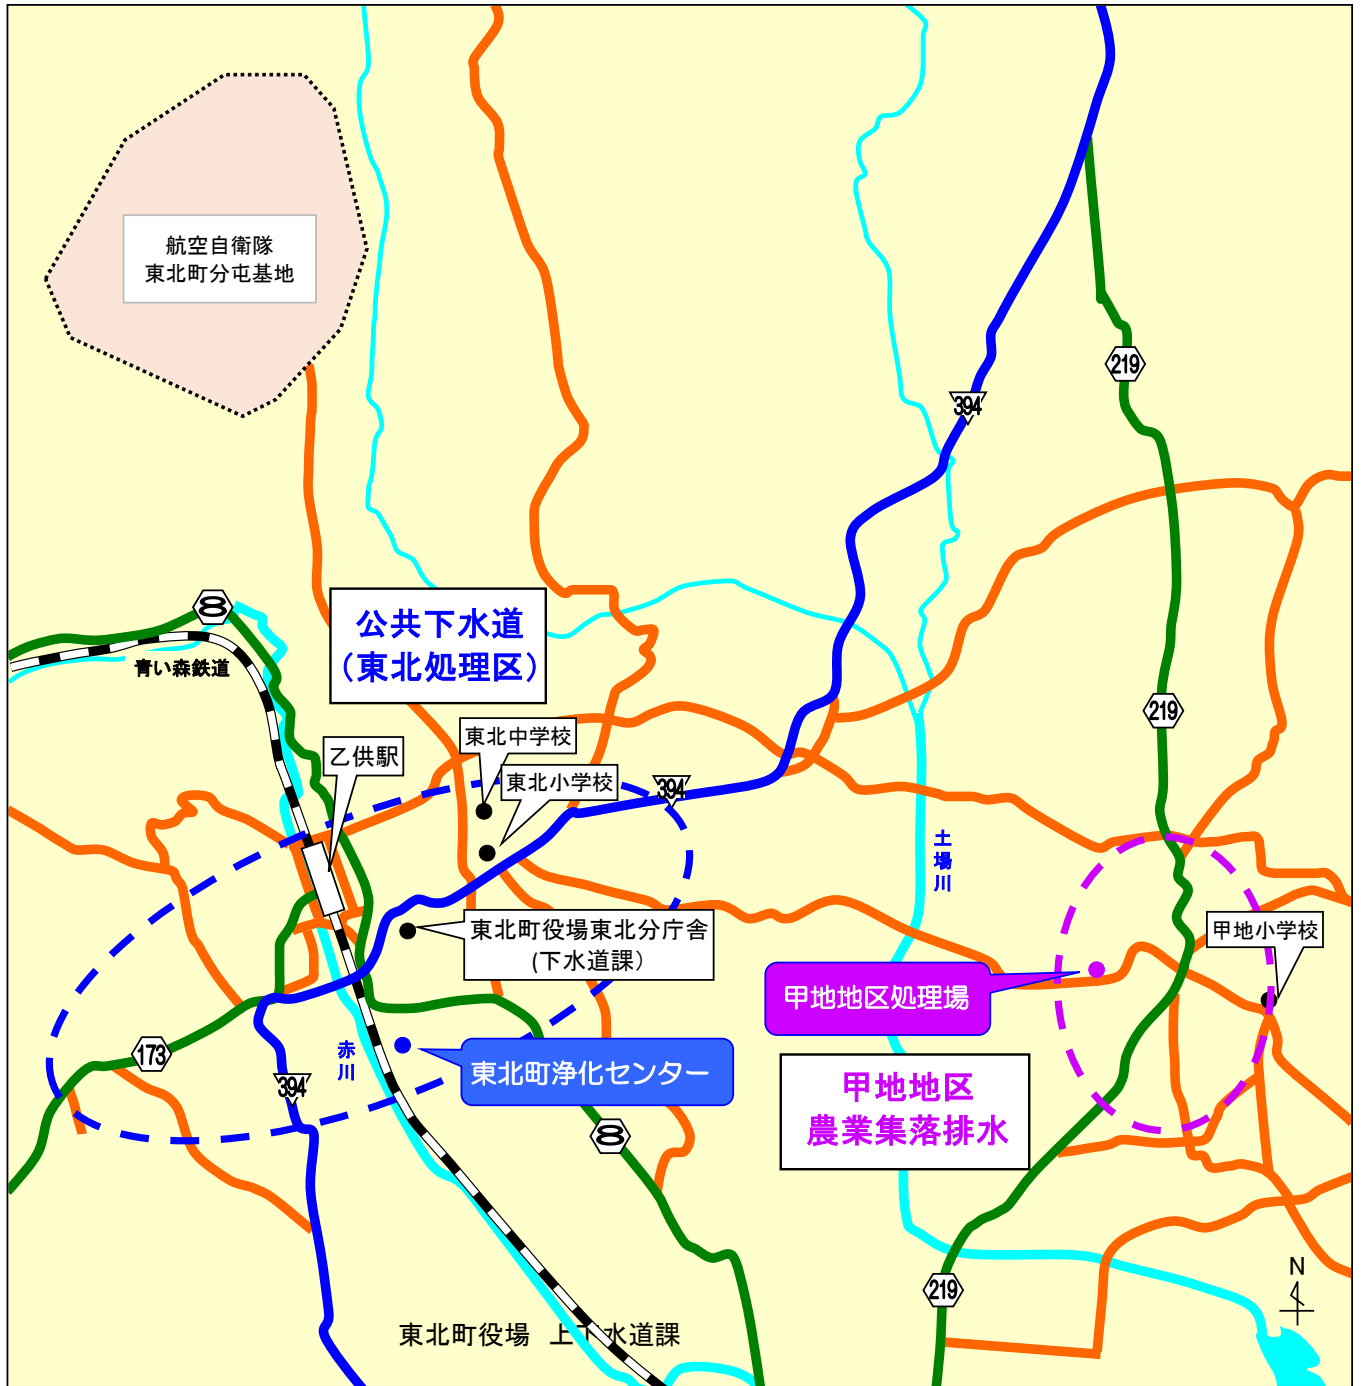 航空自衛隊
東北町分屯基地
219
394
8
公共下水道
（東北処理区）
青い森鉄道
219
東北中学校
乙供駅
東北小学校
394
土場川
甲地小学校
東北町役場東北分庁舎
(下水道課）
甲地地区処理場
173
赤川
東北町浄化センター
394
甲地地区
農業集落排水
8
N
219
東北町役場 上下水道課